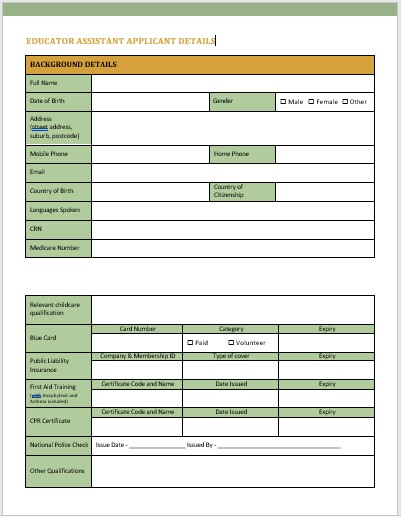 EDUCATOR ASSISTANT APPLICANT DETAILS
BACKGROUND DETAILS
Full Name
Date of Birth
Gender
Male Female Other
Address
(street address,
suburb, postcode)
Mobile Phone
Home Phone
Email
Country of Birth
Country of
Citizenship
Languages Spoken
CRN
Medicare Number
Relevant childcare
qualification
Blue Card
Card Number Category Expiry
Paid Volunteer
Public Liability
Insurance
Company & Membership ID Type of cover Expiry
First Aid Training
(with Anaphylaxis and
Asthma included)
Certificate Code and Name Date Issued Expiry
CPR Certificate
Certificate Code and Name Date Issued Expiry
National Police Check
Issue Date - ______________ Issued By - ______________________________
Other Qualifications